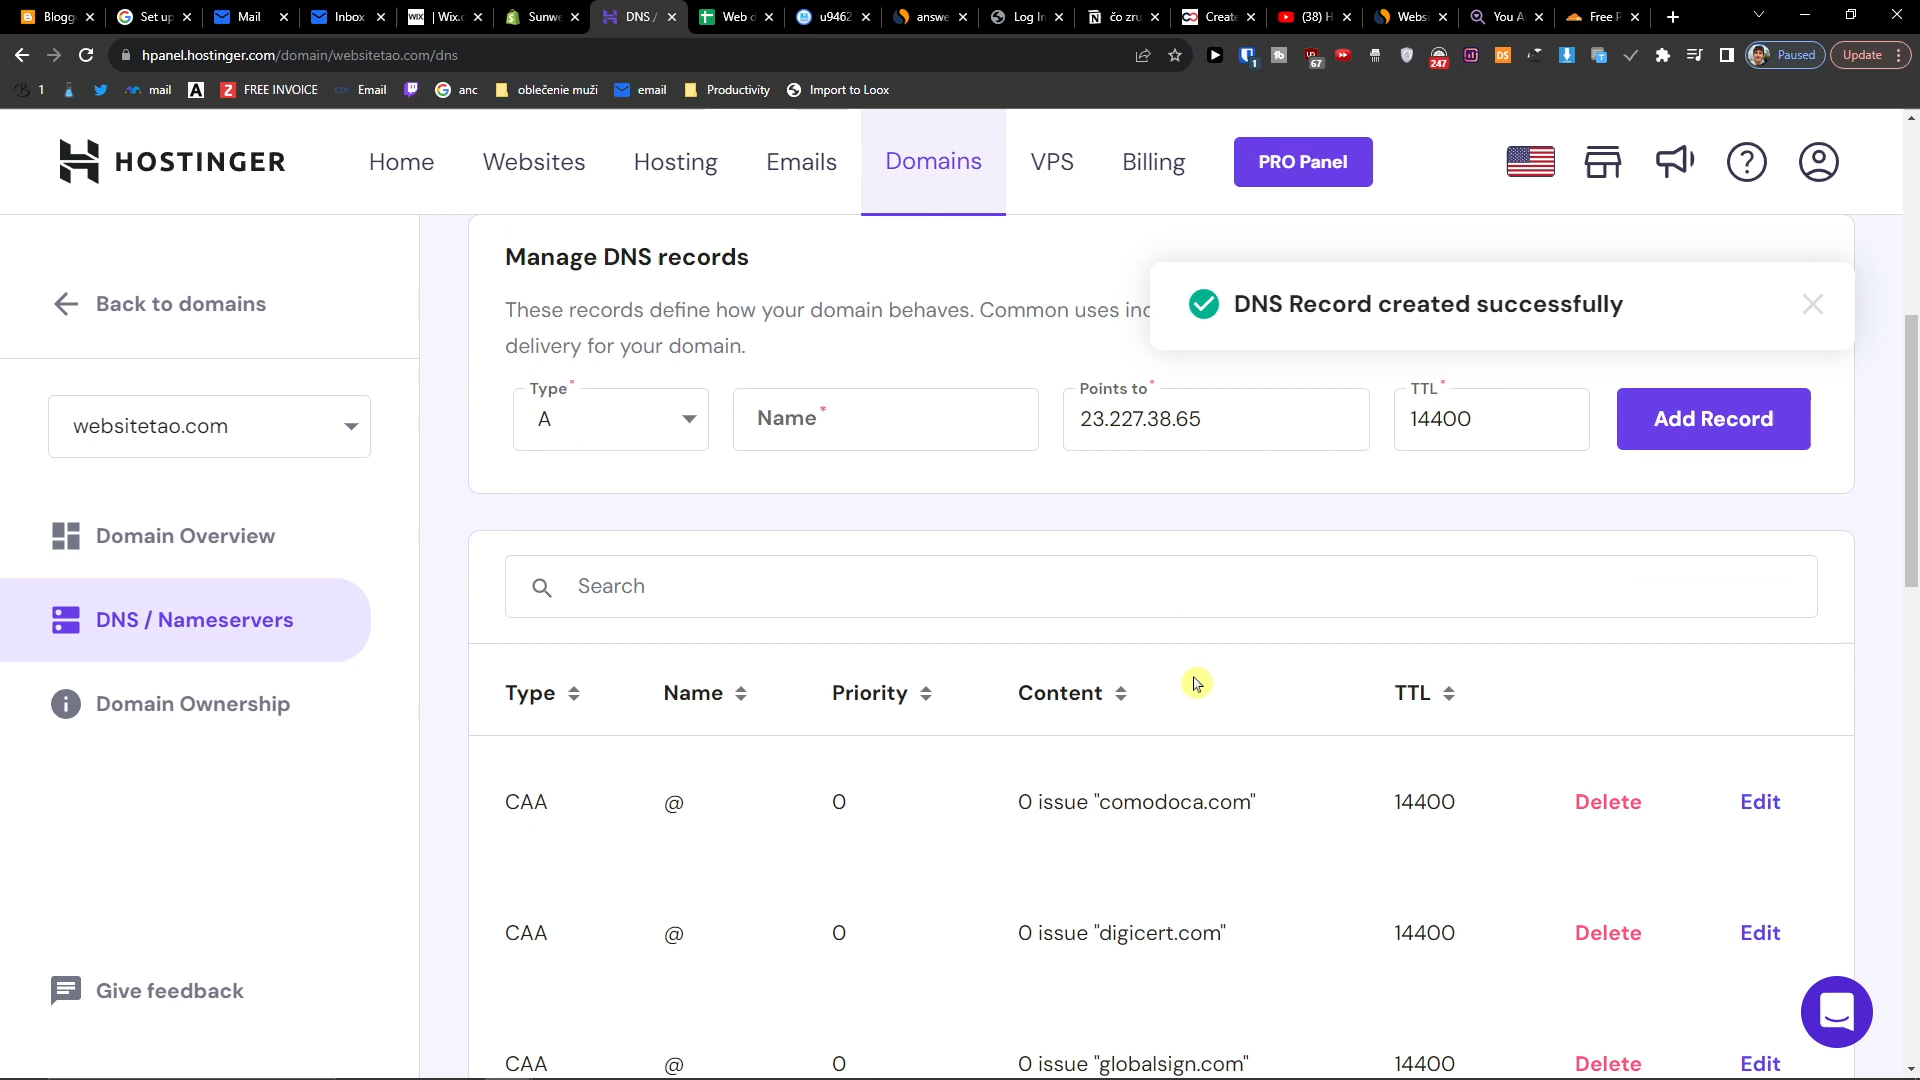 Blogg
Set up
Mail
Inbox
WIX | Wix.c
Sunwe
DNS /
Web d
u9462
answe
Log In
čo zru
Create
(38) H
Websi
You A
Free P
hpanel.hostinger.com/domain/websitetao.com/dns
1
67
247
DS
Paused
Update
1
mail
A
Z FREE INVOICE
Email
anc
oblečenie muži
email
Productivity
Import to Loox
HOSTINGER
Home
Websites
Hosting
Emails
Domains
VPS
Billing
PRO Panel
Back to domains
websitetao.com
Domain Overview
DNS / Nameservers
Domain Ownership
Give feedback
Manage DNS records
DNS Record created successfully
These records define how your domain behaves. Common uses inc
delivery for your domain.
Type*
A
Name*
Points to*
23.227.38.65
TTL*
14400
Add Record
Search
Type Name Priority Content TTL
CAA @ 0 0 issue "comodoca.com" 14400 Delete Edit
CAA @ 0 0 issue "digicert.com" 14400 Delete Edit
CAA @ 0 0 issue "globalsign.com" 14400 Delete Edit